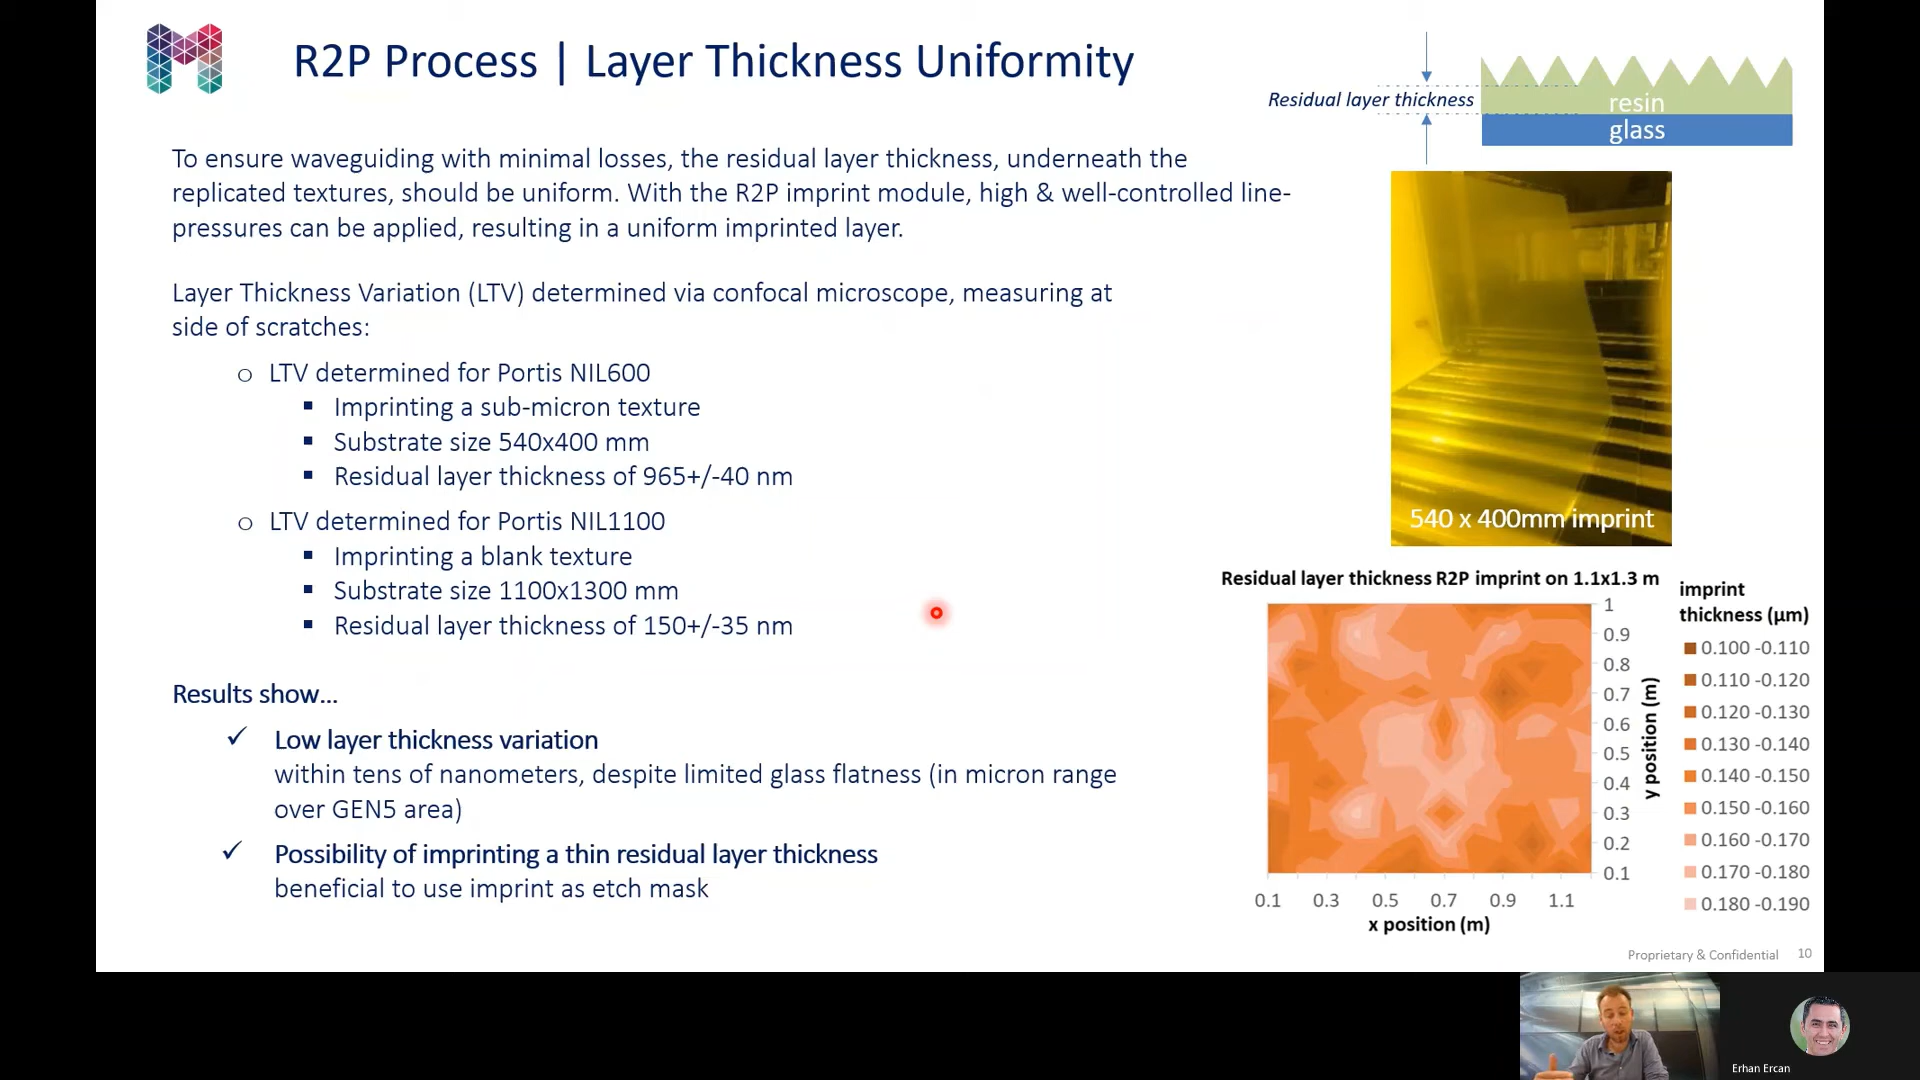 R2P Process | Layer Thickness Uniformity
Residual layer thickness
resin
glass
To ensure waveguiding with minimal losses, the residual layer thickness, underneath the
replicated textures, should be uniform. With the R2P imprint module, high & well-controlled line-
pressures can be applied, resulting in a uniform imprinted layer.
Layer Thickness Variation (LTV) determined via confocal microscope, measuring at
side of scratches:
o LTV determined for Portis NIL600
▪ Imprinting a sub-micron texture
▪ Substrate size 540x400 mm
▪ Residual layer thickness of 965+/-40 nm
o LTV determined for Portis NIL1100
▪ Imprinting a blank texture
▪ Substrate size 1100x1300 mm
▪ Residual layer thickness of 150+/-35 nm
Results show...
✓ Low layer thickness variation
within tens of nanometers, despite limited glass flatness (in micron range
over GEN5 area)
✓ Possibility of imprinting a thin residual layer thickness
beneficial to use imprint as etch mask
540 x 400mm imprint
Residual layer thickness R2P imprint on 1.1x1.3 m
1
0.9
0.8
0.7
0.6
0.5
0.4
0.3
0.2
0.1
y position (m)
0.1 0.3 0.5 0.7 0.9 1.1
x position (m)
imprint
thickness (μm)
0.100 -0.110
0.110 -0.120
0.120 -0.130
0.130 -0.140
0.140 -0.150
0.150 -0.160
0.160 -0.170
0.170 -0.180
0.180 -0.190
Proprietary & Confidential 10
Erhan Ercan